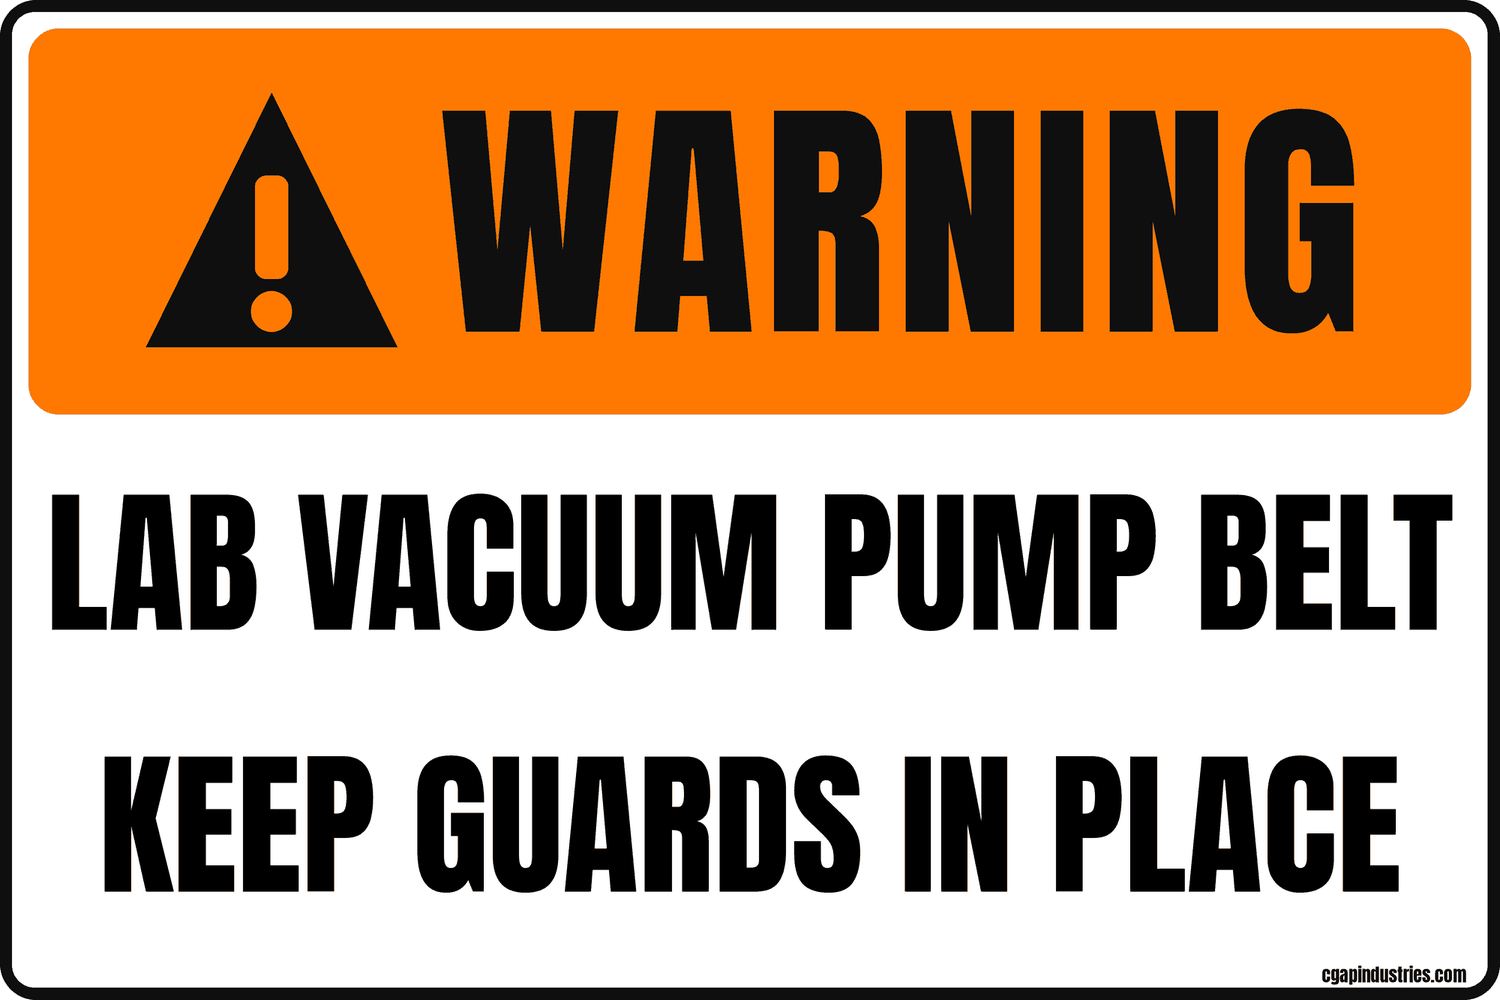 WARNING
LAB VACUUM PUMP BELT
KEEP GUARDS IN PLACE
cgapindustries.com